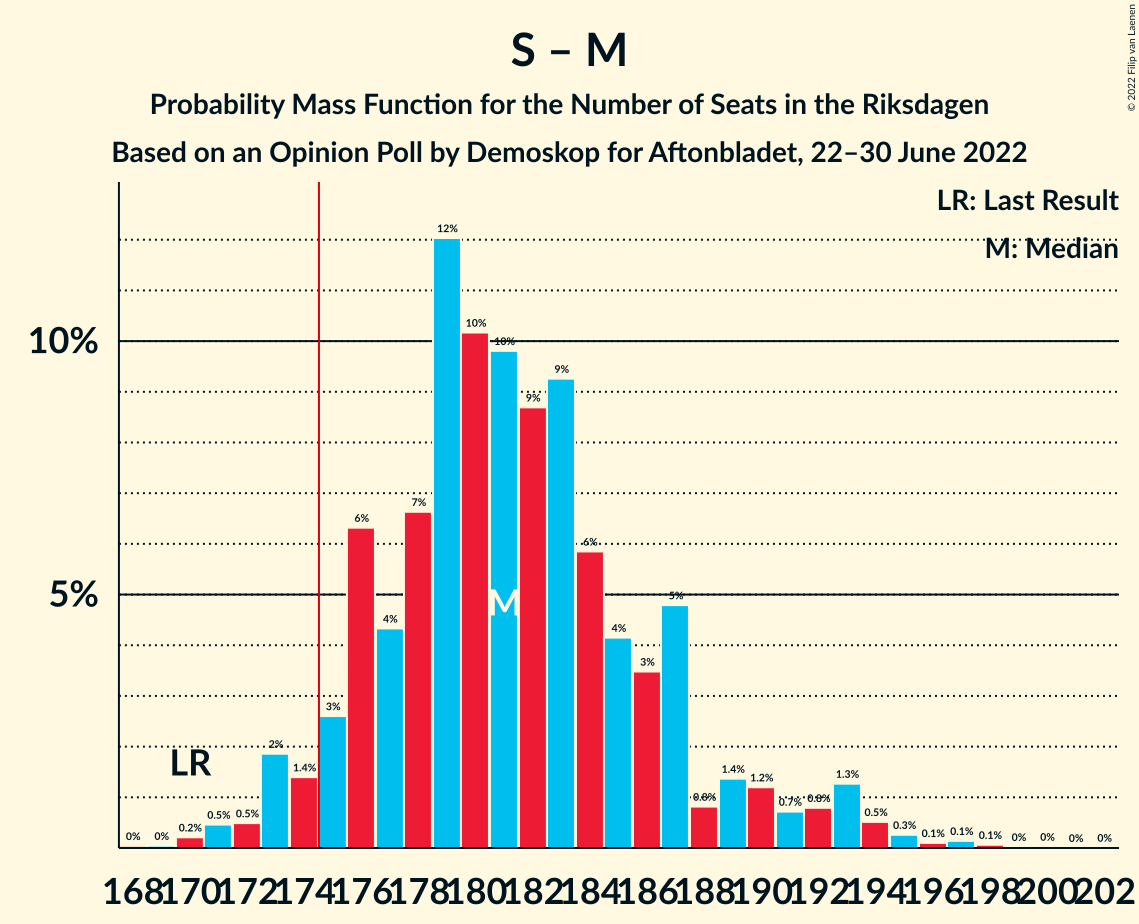 S – M
Probability Mass Function for the Number of Seats in the Riksdagen
Based on an Opinion Poll by Demoskop for Aftonbladet, 22–30 June 2022
© 2022 Filip van Laenen
LR: Last Result
M: Median
10%
5%
LR
M
0% 0% 0.2% 0.5% 0.5% 2% 1.4% 3% 6% 4% 7% 12% 10% 10% 9% 9% 6% 4% 3% 5% 0.8% 1.4% 1.2% 0.7% 0.8% 1.3% 0.5% 0.3% 0.1% 0.1% 0.1% 0% 0% 0% 0%
168 170 172 174 176 178 180 182 184 186 188 190 192 194 196 198 200 202